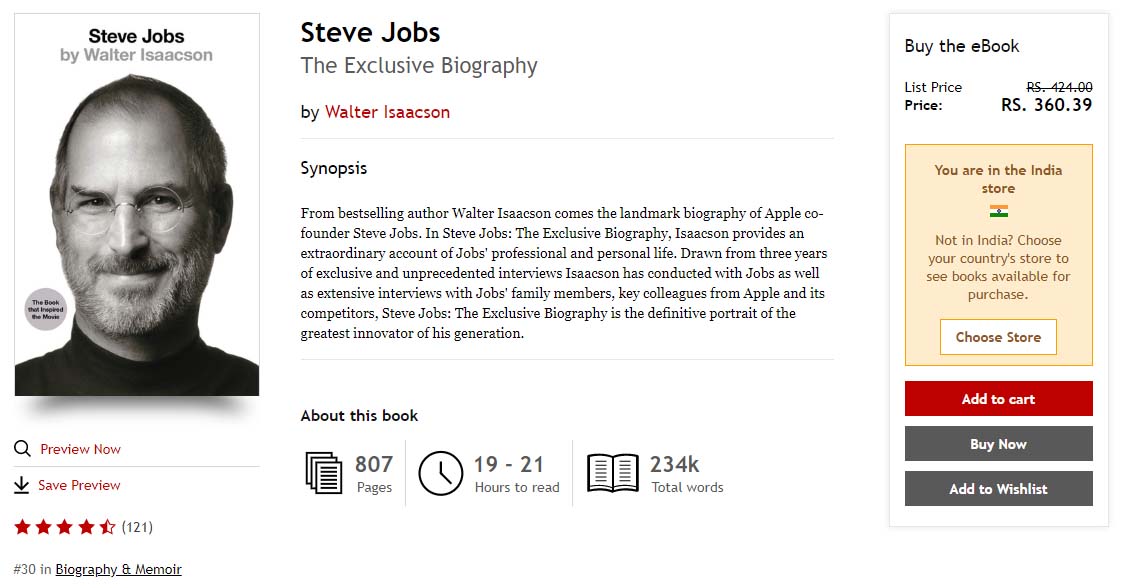 Steve Jobs
by Walter Isaacson
The Book
that Inspired
the Movie
Preview Now
Save Preview
(121)
#30 in Biography & Memoir
Steve Jobs
The Exclusive Biography
by Walter Isaacson
Synopsis
From bestselling author Walter Isaacson comes the landmark biography of Apple co-
founder Steve Jobs. In Steve Jobs: The Exclusive Biography, Isaacson provides an
extraordinary account of Jobs' professional and personal life. Drawn from three years
of exclusive and unprecedented interviews Isaacson has conducted with Jobs as well
as extensive interviews with Jobs' family members, key colleagues from Apple and its
competitors, Steve Jobs: The Exclusive Biography is the definitive portrait of the
greatest innovator of his generation.
About this book
807
Pages
19 - 21
Hours to read
234k
Total words
Buy the eBook
List Price RS. 424.00
Price: RS. 360.39
You are in the India
store
Not in India? Choose
your country's store to
see books available for
purchase.
Choose Store
Add to cart
Buy Now
Add to Wishlist